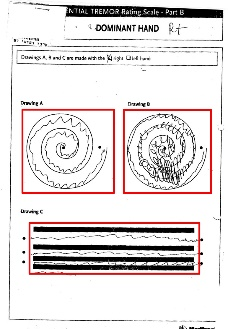 ENTIAL TREMOR Rating Scale - Part B
DOMINANT HAND Rt
Drawings A, B and C are made with the right left hand
Drawing A
Drawing B
Drawing C